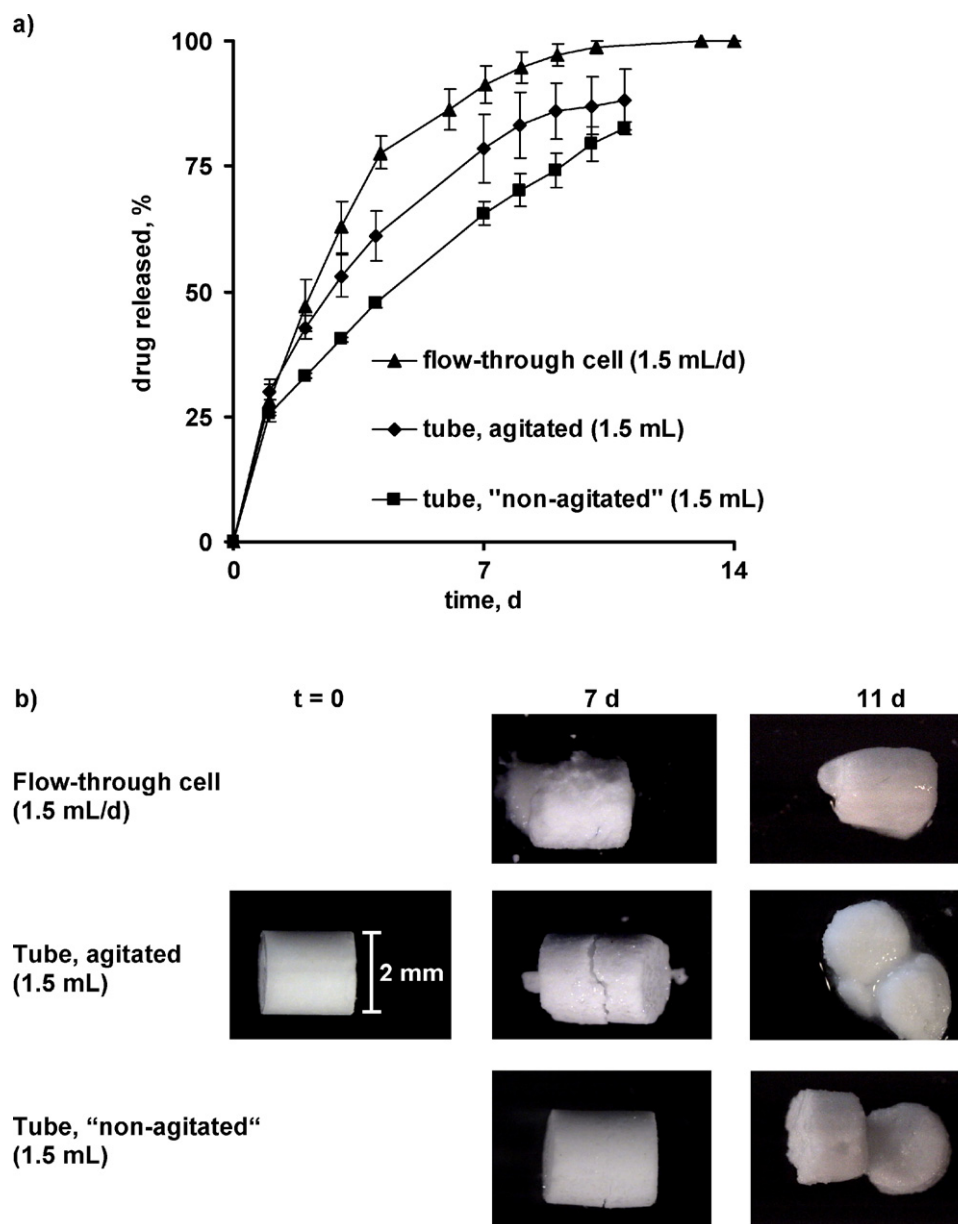 a)
100
75
50
25
0
drug released, %
flow-through cell (1.5 mL/d)
tube, agitated (1.5 mL)
tube, "non-agitated" (1.5 mL)
0
7
14
time, d
b)
t = 0
7 d
11 d
Flow-through cell
(1.5 mL/d)
Tube, agitated
(1.5 mL)
2 mm
Tube, “non-agitated“
(1.5 mL)